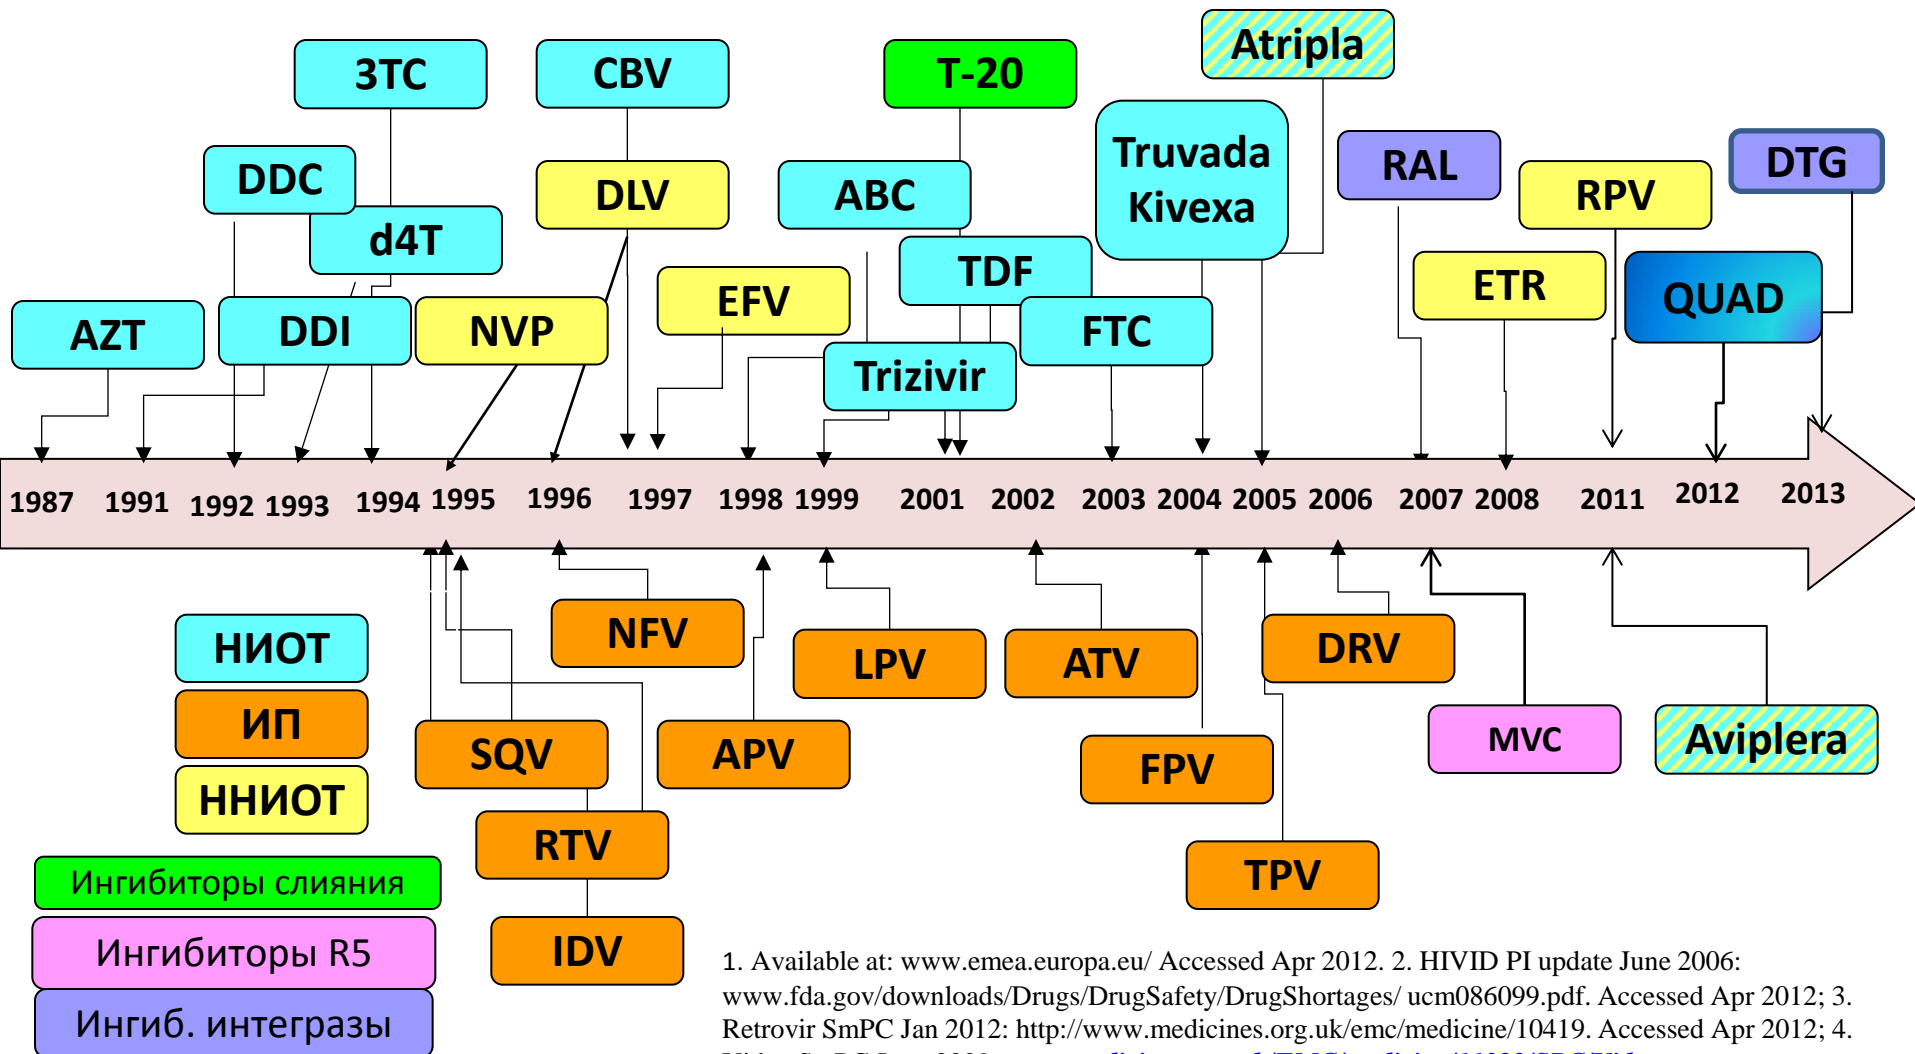 3TC
CBV
T-20
Atripla
DDC
DLV
ABC
Truvada
Kivexa
RAL
RPV
DTG
d4T
TDF
ETR
QUAD
AZT
DDI
NVP
EFV
FTC
Trizivir
1987 1991 1992 1993 1994 1995 1996 1997 1998 1999 2001 2002 2003 2004 2005 2006 2007 2008 2011 2012 2013
НИОТ
ИП
ННИОТ
Ингибиторы слияния
Ингибиторы R5
Ингиб. интегразы
NFV
LPV
ATV
DRV
SQV
APV
FPV
MVC
Aviplera
RTV
TPV
IDV
1. Available at: www.emea.europa.eu/ Accessed Apr 2012. 2. HIVID PI update June 2006:
www.fda.gov/downloads/Drugs/DrugSafety/DrugShortages/ ucm086099.pdf. Accessed Apr 2012; 3.
Retrovir SmPC Jan 2012: http://www.medicines.org.uk/emc/medicine/10419. Accessed Apr 2012; 4.